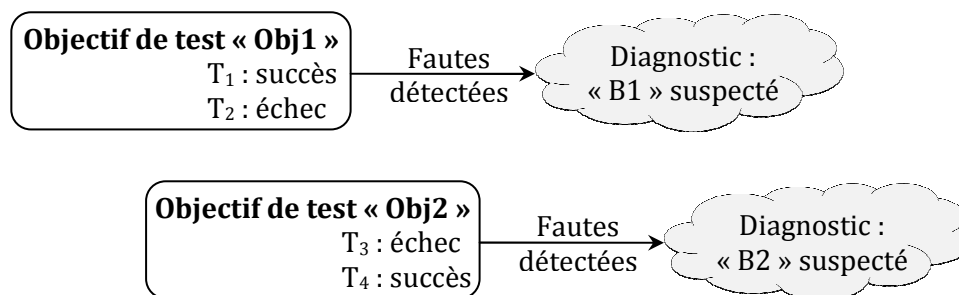 Objectif de test « Obj1 »
T₁ : succès
T₂ : échec
Fautes
détectées
Diagnostic :
« B1 » suspecté
Objectif de test « Obj2 »
T₃ : échec
T₄ : succès
Fautes
détectées
Diagnostic :
« B2 » suspecté